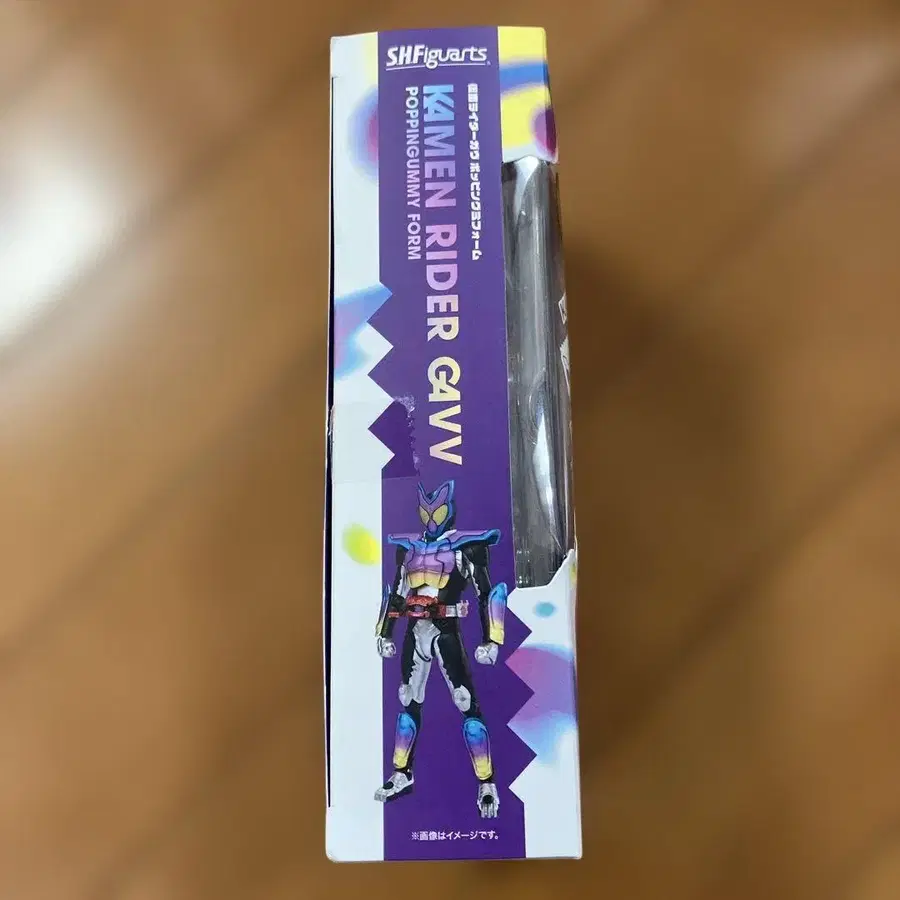 S.H.Figuarts
仮面ライダーガヴ ポッピングミフォーム
KAMEN RIDER GAVV
POPPINGUMMY FORM
※画像はイメージです。